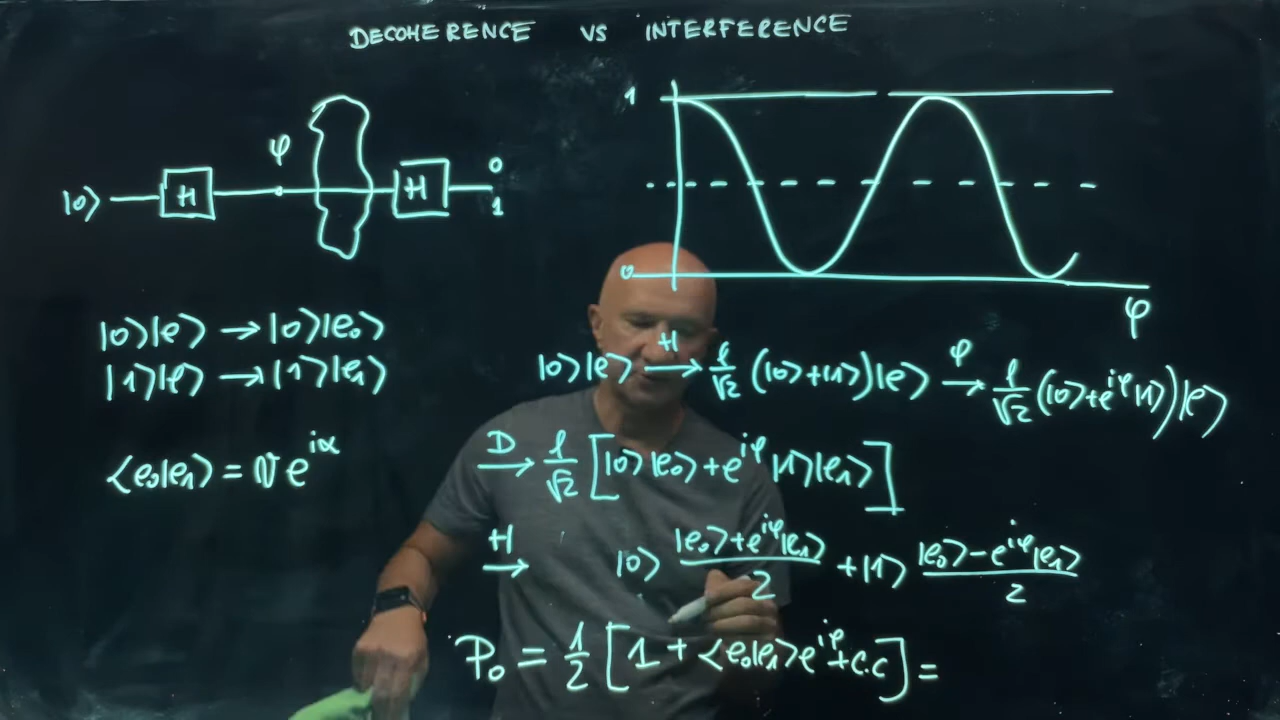 DECOHERENCE VS INTERFERENCE
|0⟩ H φ H 0 1
1
0
φ
|0⟩|e⟩ → |0⟩|e₀⟩
|1⟩|e⟩ → |1⟩|e₁⟩
⟨e₀|e₁⟩ = v e^{iα}
|0⟩|e⟩ —H→ 1/√2 (|0⟩+|1⟩)|e⟩ —φ→ 1/√2 (|0⟩+e^{iφ}|1⟩)|e⟩
—D→ 1/√2 [|0⟩|e₀⟩ + e^{iφ}|1⟩|e₁⟩]
—H→ |0⟩ (|e₀⟩+e^{iφ}|e₁⟩)/2 + |1⟩ (|e₀⟩−e^{iφ}|e₁⟩)/2
P₀ = 1/2 [1 + ⟨e₀|e₁⟩e^{iφ}+c.c] =